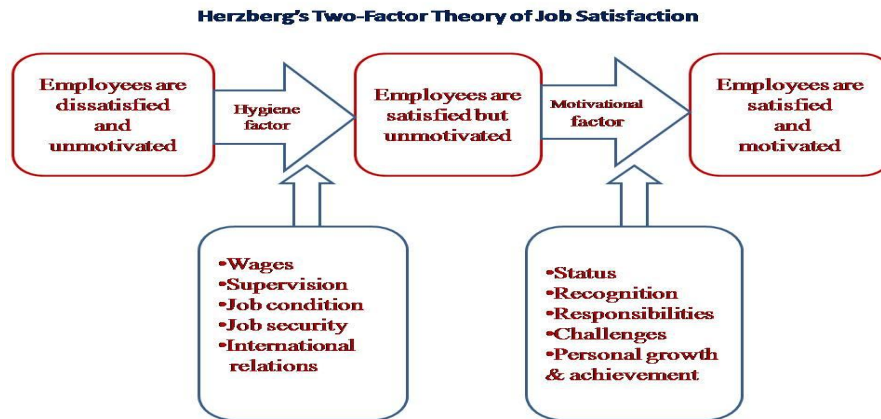 Herzberg's Two-Factor Theory of Job Satisfaction
Employees are
dissatisfied
and
unmotivated
Hygiene
factor
Employees are
satisfied but
unmotivated
Motivational
factor
Employees are
satisfied
and
motivated
•Wages
•Supervision
•Job condition
•Job security
•International
relations
•Status
•Recognition
•Responsibilities
•Challenges
•Personal growth
& achievement